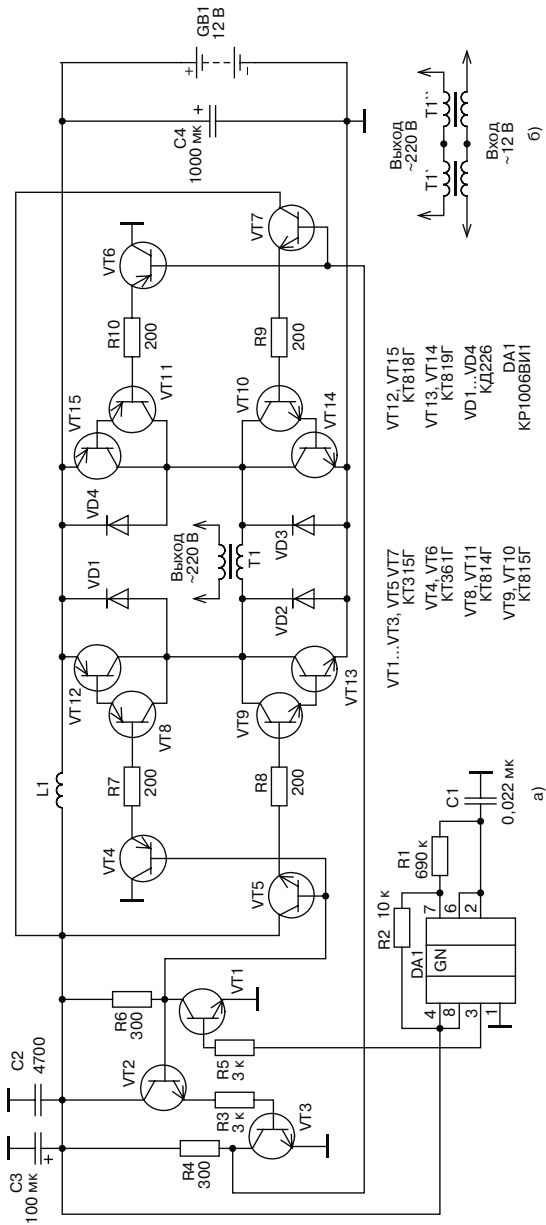 C3
100 мк
+
C2
4700
L1
C4
1000 мк
+
GB1
12 В
+
–
R4
300
VT2
R3
3 к
VT3
R6
300
VT1
R5
3 к
VT4
VT5
R7
200
R8
200
VT12
VT8
VT9
VT13
VD1
VD2
Выход
~220 В
T1
VD4
VD3
VT15
VT11
VT10
VT14
R10
200
R9
200
VT6
VT7
R2 10 к
DA1
GN
4
8
3
1
7
6
2
R1
690 к
C1
0,022 мк
а)
VT1...VT3, VT5 VT7
КТ315Г
VT4, VT6
КТ361Г
VT8, VT11
КТ814Г
VT9, VT10
КТ815Г
VT12, VT15
КТ818Г
VT13, VT14
КТ819Г
VD1...VD4
КД226
DA1
КР1006ВИ1
Выход
~220 В
T1` T1``
Вход
~12 В
б)